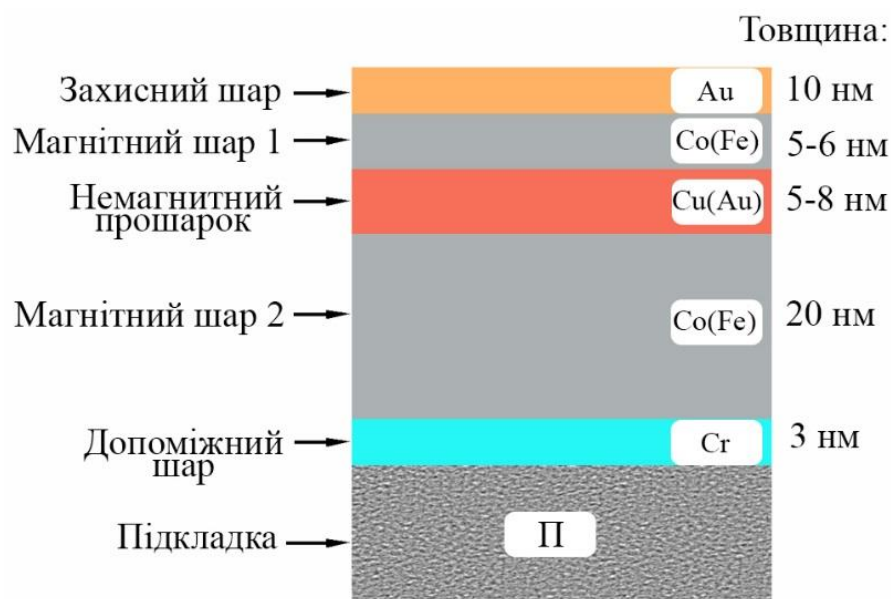 Товщина:
Захисний шар Au 10 нм
Магнітний шар 1 Co(Fe) 5-6 нм
Немагнитний
прошарок Cu(Au) 5-8 нм
Магнітний шар 2 Co(Fe) 20 нм
Допоміжний
шар Cr 3 нм
Підкладка П